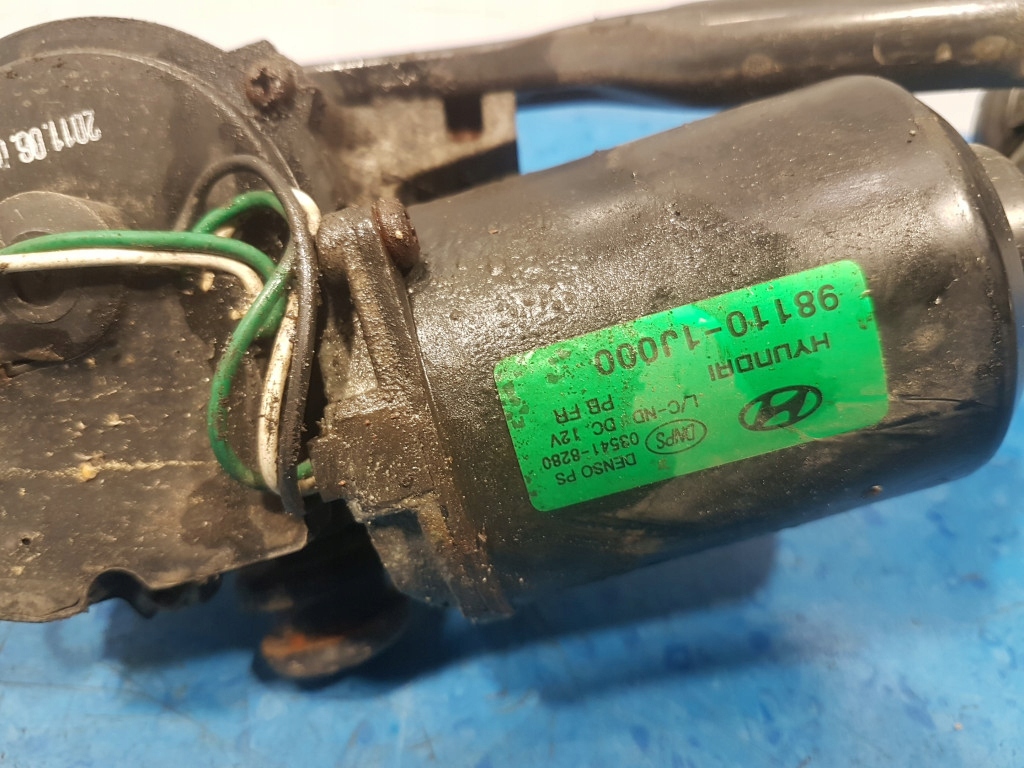 2011.06.
HYUNDAI
98110-1J000
L/C-ND / DC. 12V
PB FR
DNPS
DENSO PS
03541-8280